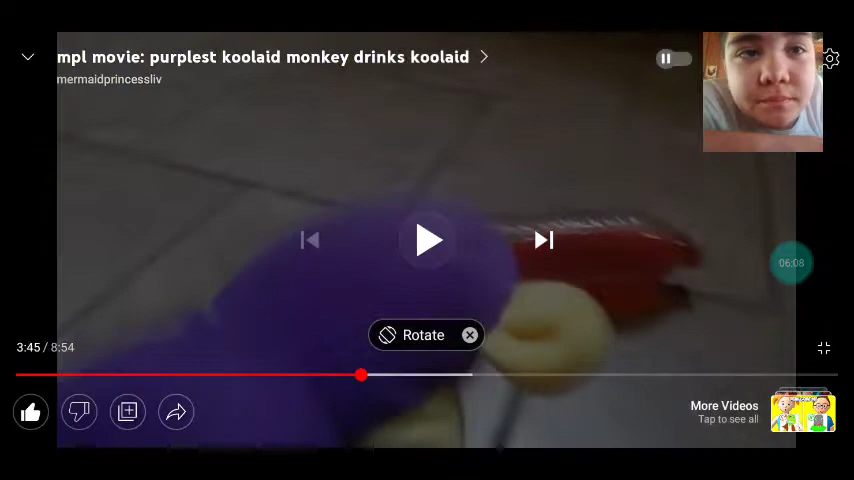 mpl movie: purplest koolaid monkey drinks koolaid
mermaidprincessliv
06:08
Rotate
3:45 / 8:54
More Videos
Tap to see all